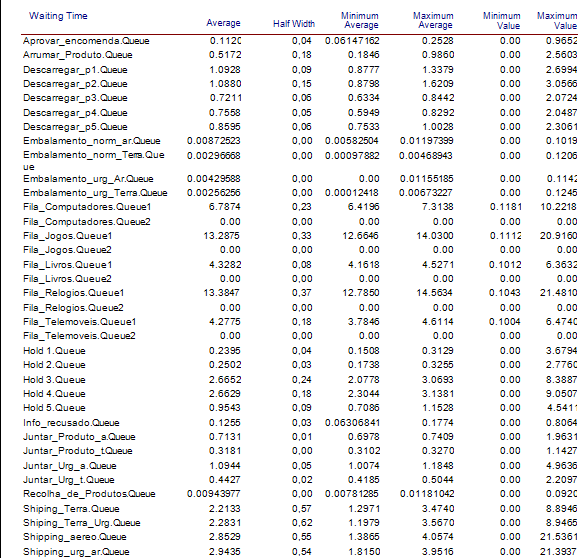 Waiting Time Average Half Width Minimum Average Maximum Average Minimum Value Maximum Value
Aprovar_encomenda.Queue 0.1120 0,04 0.06147162 0.2528 0.00 0.9652
Arrumar_Produto.Queue 0.5172 0,18 0.1846 0.9860 0.00 2.5603
Descarregar_p1.Queue 1.0928 0,09 0.8777 1.3379 0.00 2.6994
Descarregar_p2.Queue 1.0880 0,15 0.8798 1.6209 0.00 3.0566
Descarregar_p3.Queue 0.7211 0,06 0.6334 0.8442 0.00 2.0724
Descarregar_p4.Queue 0.7558 0,05 0.5949 0.8292 0.00 2.0487
Descarregar_p5.Queue 0.8595 0,06 0.7533 1.0028 0.00 2.3061
Embalamento_norm_ar.Queue 0.00872523 0,00 0.00582504 0.01197399 0.00 0.1019
Embalamento_norm_Terra.Que 0.00296668 0,00 0.00097882 0.00468943 0.00 0.1206
ue
Embalamento_urg_Ar.Queue 0.00429588 0,00 0.00 0.01155185 0.00 0.1142
Embalamento_urg_Terra.Queue 0.00256256 0,00 0.00012418 0.00673227 0.00 0.1245
Fila_Computadores.Queue1 6.7874 0,23 6.4196 7.3138 0.1181 10.2218
Fila_Computadores.Queue2 0.00 0,00 0.00 0.00 0.00 0.00
Fila_Jogos.Queue1 13.2875 0,33 12.6646 14.0300 0.1112 20.9160
Fila_Jogos.Queue2 0.00 0,00 0.00 0.00 0.00 0.00
Fila_Livros.Queue1 4.3282 0,08 4.1618 4.5271 0.1012 6.3632
Fila_Livros.Queue2 0.00 0,00 0.00 0.00 0.00 0.00
Fila_Relogios.Queue1 13.3847 0,37 12.7850 14.5634 0.1043 21.4810
Fila_Relogios.Queue2 0.00 0,00 0.00 0.00 0.00 0.00
Fila_Telemoveis.Queue1 4.2775 0,18 3.7846 4.6114 0.1004 6.4740
Fila_Telemoveis.Queue2 0.00 0,00 0.00 0.00 0.00 0.00
Hold 1.Queue 0.2395 0,04 0.1508 0.3129 0.00 3.6794
Hold 2.Queue 0.2502 0,03 0.1738 0.3255 0.00 2.7760
Hold 3.Queue 2.6652 0,24 2.0778 3.0693 0.00 8.3887
Hold 4.Queue 2.6629 0,18 2.3044 3.1381 0.00 9.0507
Hold 5.Queue 0.9543 0,09 0.7086 1.1528 0.00 4.5411
Info_recusado.Queue 0.1255 0,03 0.06306841 0.1774 0.00 0.8064
Juntar_Produto_a.Queue 0.7131 0,01 0.6978 0.7409 0.00 1.9631
Juntar_Produto_t.Queue 0.3181 0,00 0.3102 0.3270 0.00 1.1427
Juntar_Urg_a.Queue 1.0944 0,05 1.0074 1.1848 0.00 4.9636
Juntar_Urg_t.Queue 0.4427 0,02 0.4185 0.5044 0.00 2.2097
Recolha_de_Produtos.Queue 0.00943977 0,00 0.00781285 0.01181042 0.00 0.0920
Shiping_Terra.Queue 2.2133 0,57 1.2971 3.4740 0.00 8.8946
Shiping_Terra_Urg.Queue 2.2831 0,62 1.1979 3.5670 0.00 8.9465
Shipping_aereo.Queue 2.8529 0,55 1.3865 4.0574 0.00 21.5361
Shipping_urg_ar.Queue 2.9435 0,54 1.8150 3.9516 0.00 21.3937